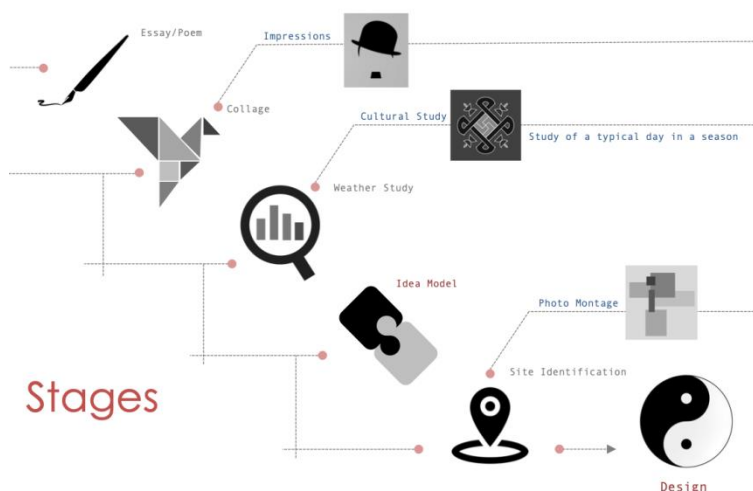 Essay/Poem
Impressions
Collage
Cultural Study
Study of a typical day in a season
Weather Study
Idea Model
Photo Montage
Site Identification
Stages
Design